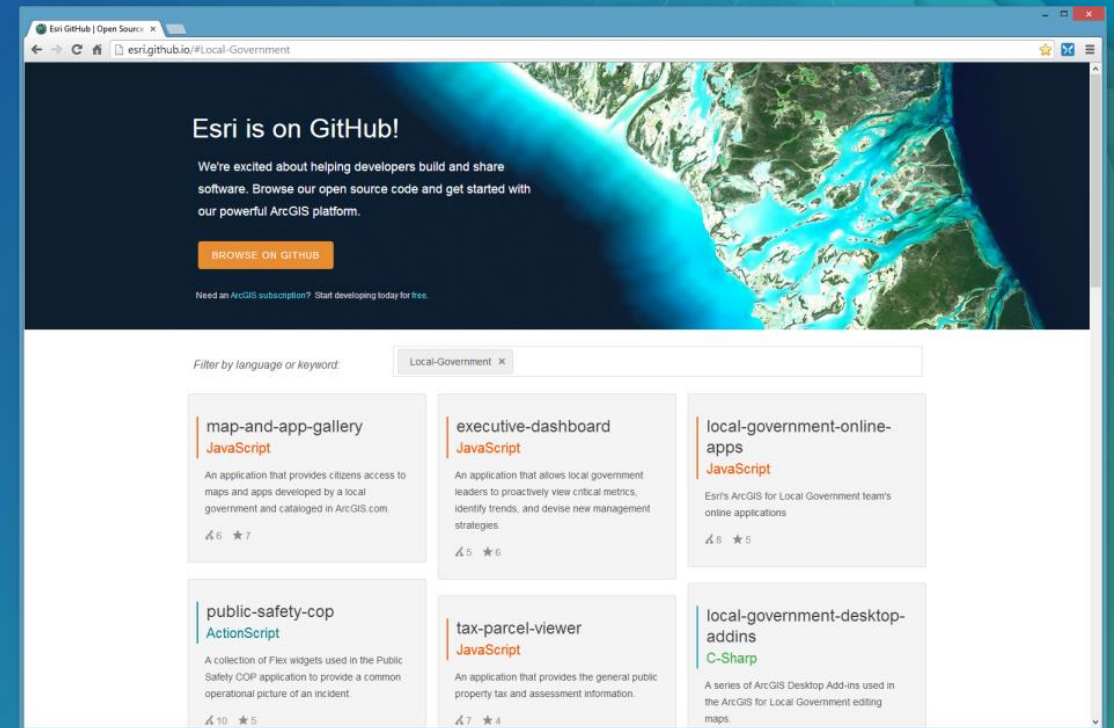 Esri GitHub | Open Source
esri.github.io/#Local-Government
Esri is on GitHub!
We're excited about helping developers build and share
software. Browse our open source code and get started with
our powerful ArcGIS platform.
BROWSE ON GITHUB
Need an ArcGIS subscription? Start developing today for free.
Filter by language or keyword:
Local-Government ×
map-and-app-gallery
JavaScript
An application that provides citizens access to
maps and apps developed by a local
government and cataloged in ArcGIS.com.
6 ★7
executive-dashboard
JavaScript
An application that allows local government
leaders to proactively view critical metrics,
identify trends, and devise new management
strategies.
5 ★6
local-government-online-
apps
JavaScript
Esri's ArcGIS for Local Government team's
online applications
8 ★5
public-safety-cop
ActionScript
A collection of Flex widgets used in the Public
Safety COP application to provide a common
operational picture of an incident.
10 ★5
tax-parcel-viewer
JavaScript
An application that provides the general public
property tax and assessment information.
7 ★4
local-government-desktop-
addins
C-Sharp
A series of ArcGIS Desktop Add-ins used in
the ArcGIS for Local Government editing
maps.